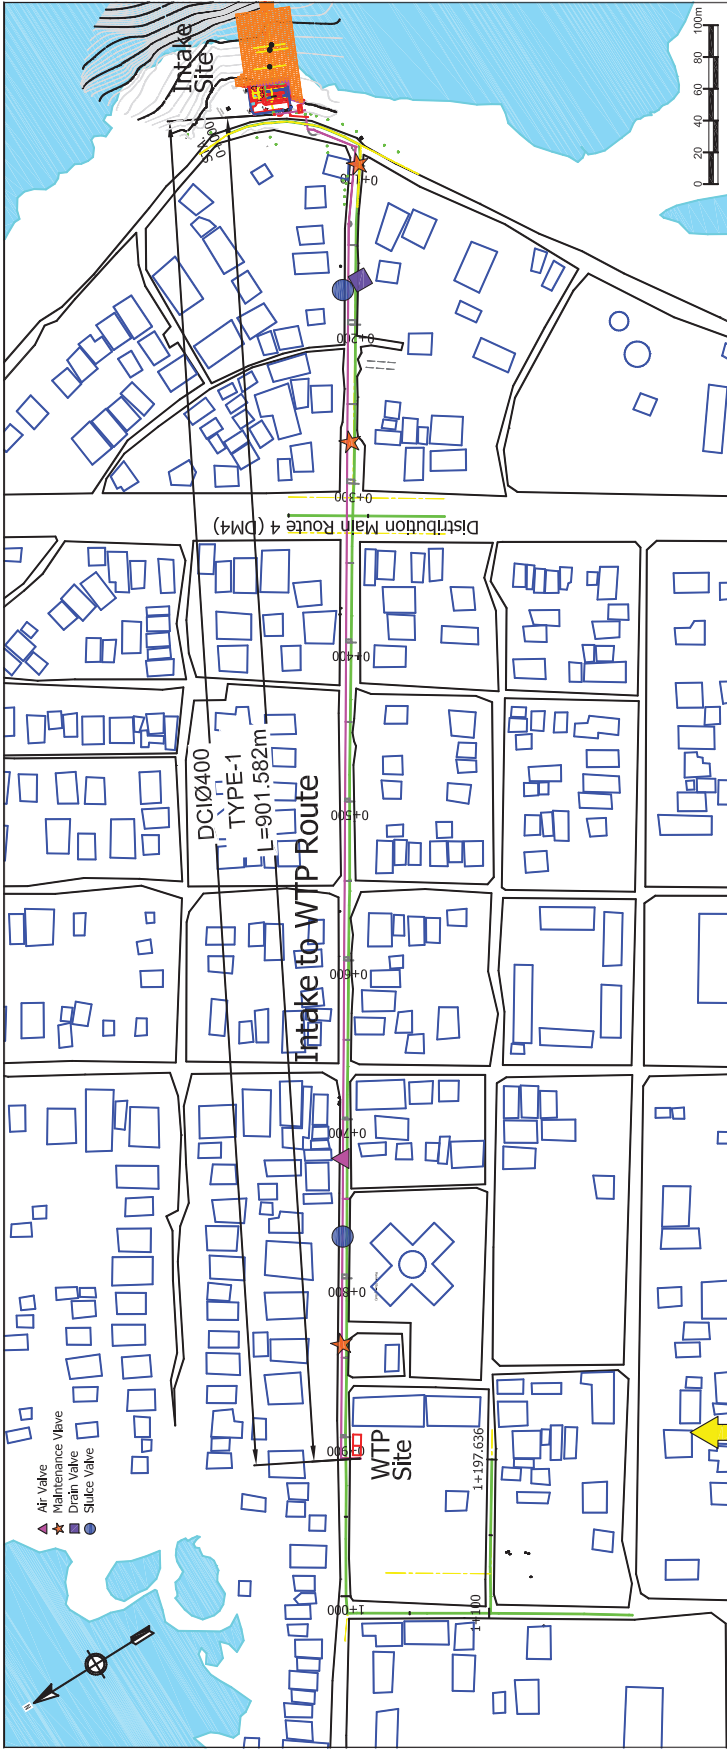 Intake
Site
0+000
0+100
0+200
0+300
Distribution Main Route 4 (DM4)
0+400
DCIØ400
TYPE-1
L=901.582m
Intake to WTP Route
0+500
0+600
0+700
0+800
0+900
WTP
Site
1+197.636
1+000
1+100
Air Valve
Maintenance Vlave
Drain Valve
Sluice Valve
N
0 20 40 60 80 100m